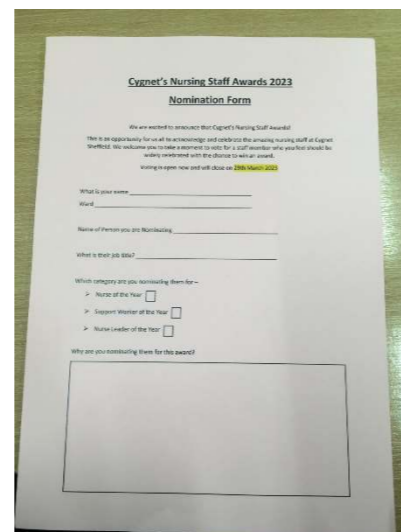 Cygnet's Nursing Staff Awards 2023
Nomination Form
We are excited to announce that Cygnet's Nursing Staff Awards!
This is an opportunity for us all to acknowledge and celebrate the amazing nursing staff at Cygnet
Sheffield. We welcome you to take a moment to vote for a staff member who you feel should be
widely celebrated with the chance to win an award.
Voting is open now and will close on 29th March 2023
What is your name
Ward
Name of Person you are Nominating
What is their job title?
Which category are you nominating them for –
➢ Nurse of the Year
➢ Support Worker of the Year
➢ Nurse Leader of the Year
Why are you nominating them for this award?